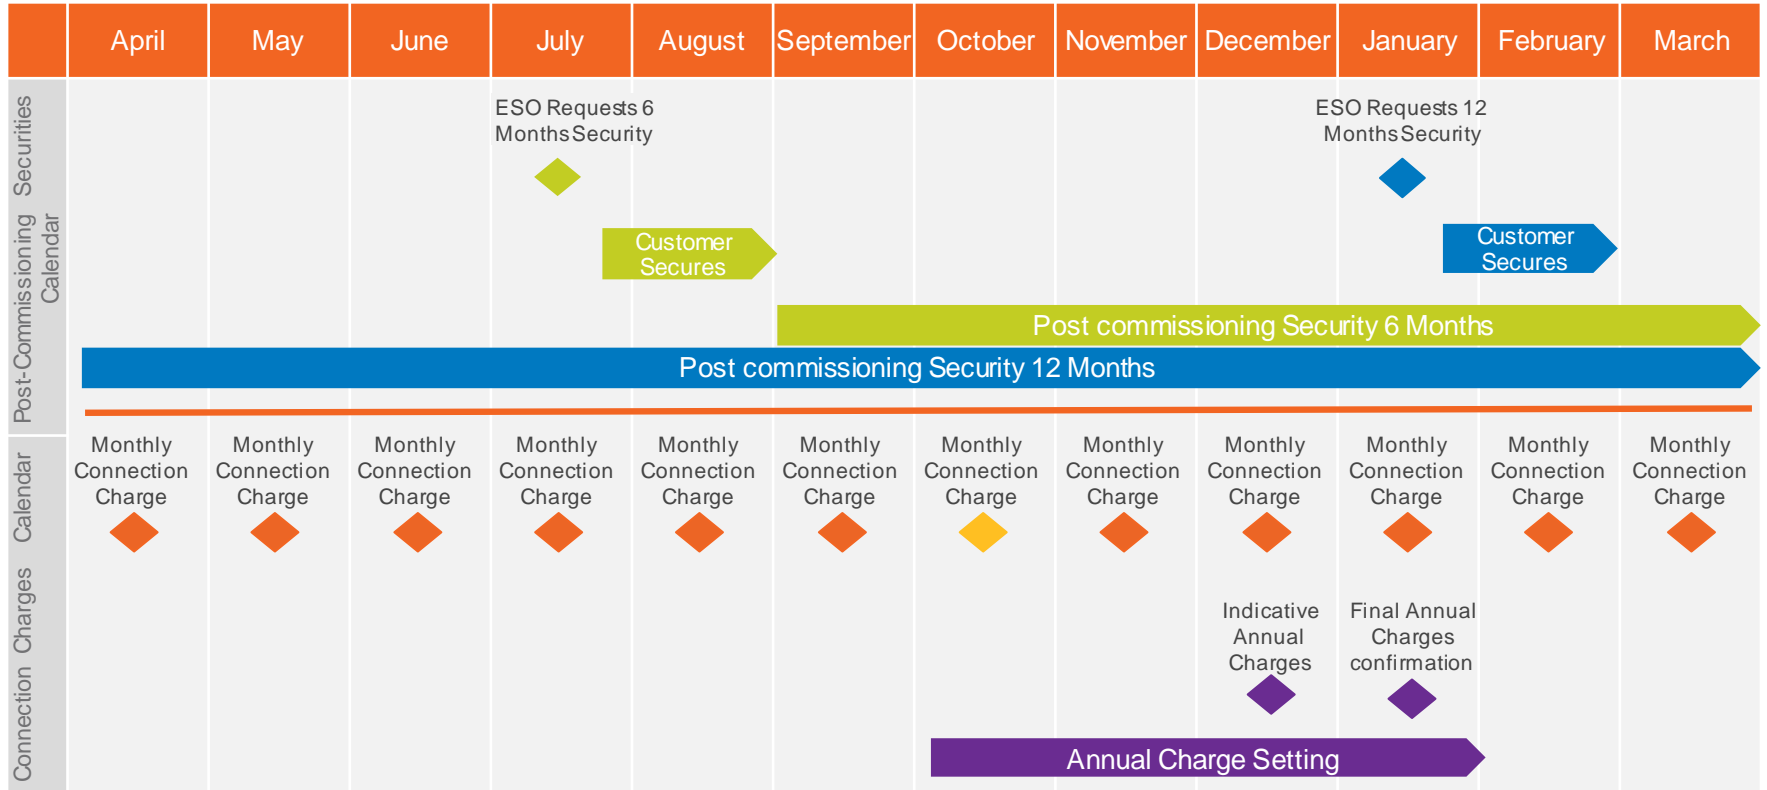 April May June July August September October November December January February March
Post-Commissioning Securities
Calendar
ESO Requests 6
Months Security
ESO Requests 12
Months Security
Customer
Secures
Customer
Secures
Post commissioning Security 6 Months
Post commissioning Security 12 Months
Connection Charges Calendar
Monthly
Connection
Charge
Monthly
Connection
Charge
Monthly
Connection
Charge
Monthly
Connection
Charge
Monthly
Connection
Charge
Monthly
Connection
Charge
Monthly
Connection
Charge
Monthly
Connection
Charge
Monthly
Connection
Charge
Monthly
Connection
Charge
Monthly
Connection
Charge
Monthly
Connection
Charge
Indicative
Annual
Charges
Final Annual
Charges
confirmation
Annual Charge Setting